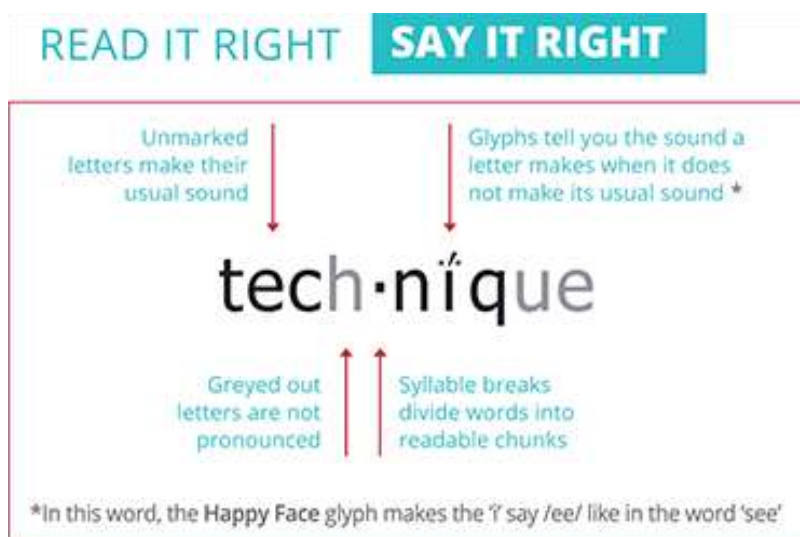 READ IT RIGHT SAY IT RIGHT
Unmarked
letters make their
usual sound
Glyphs tell you the sound a
letter makes when it does
not make its usual sound *
tech·nïque
Greyed out
letters are not
pronounced
Syllable breaks
divide words into
readable chunks
*In this word, the Happy Face glyph makes the 'ï' say /ee/ like in the word 'see'